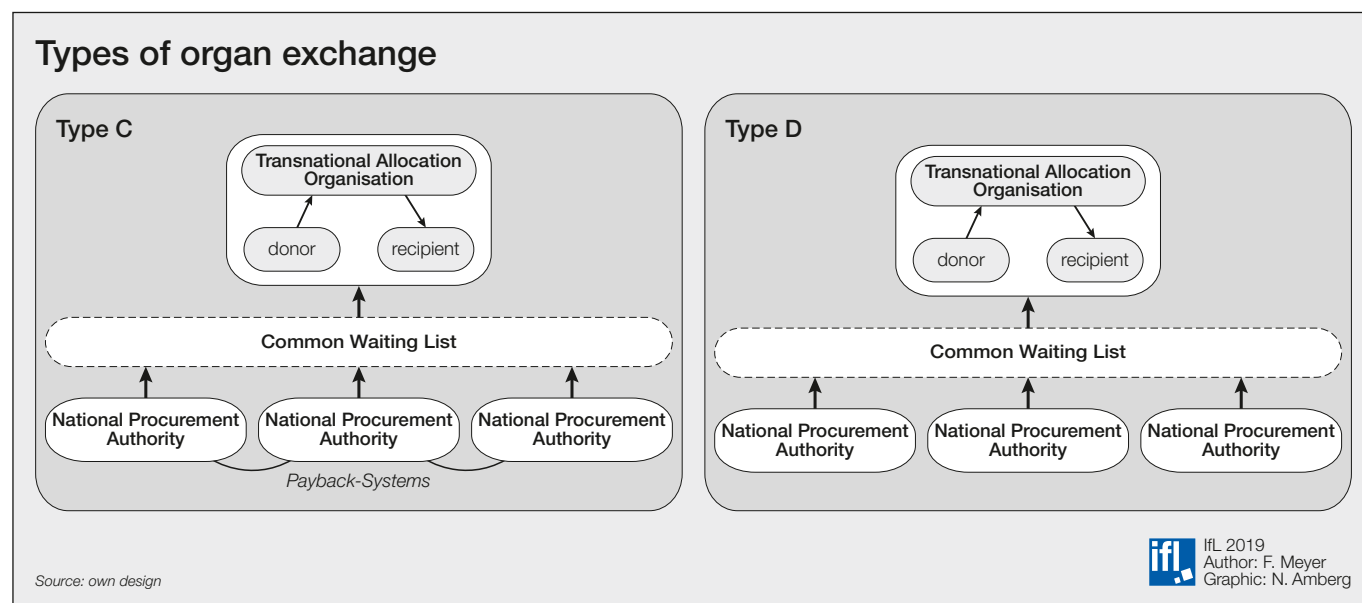 Types of organ exchange
Type C
Transnational Allocation
Organisation
donor
recipient
Common Waiting List
National Procurement
Authority
National Procurement
Authority
National Procurement
Authority
Payback-Systems
Type D
Transnational Allocation
Organisation
donor
recipient
Common Waiting List
National Procurement
Authority
National Procurement
Authority
National Procurement
Authority
Source: own design
ifl
IfL 2019
Author: F. Meyer
Graphic: N. Amberg